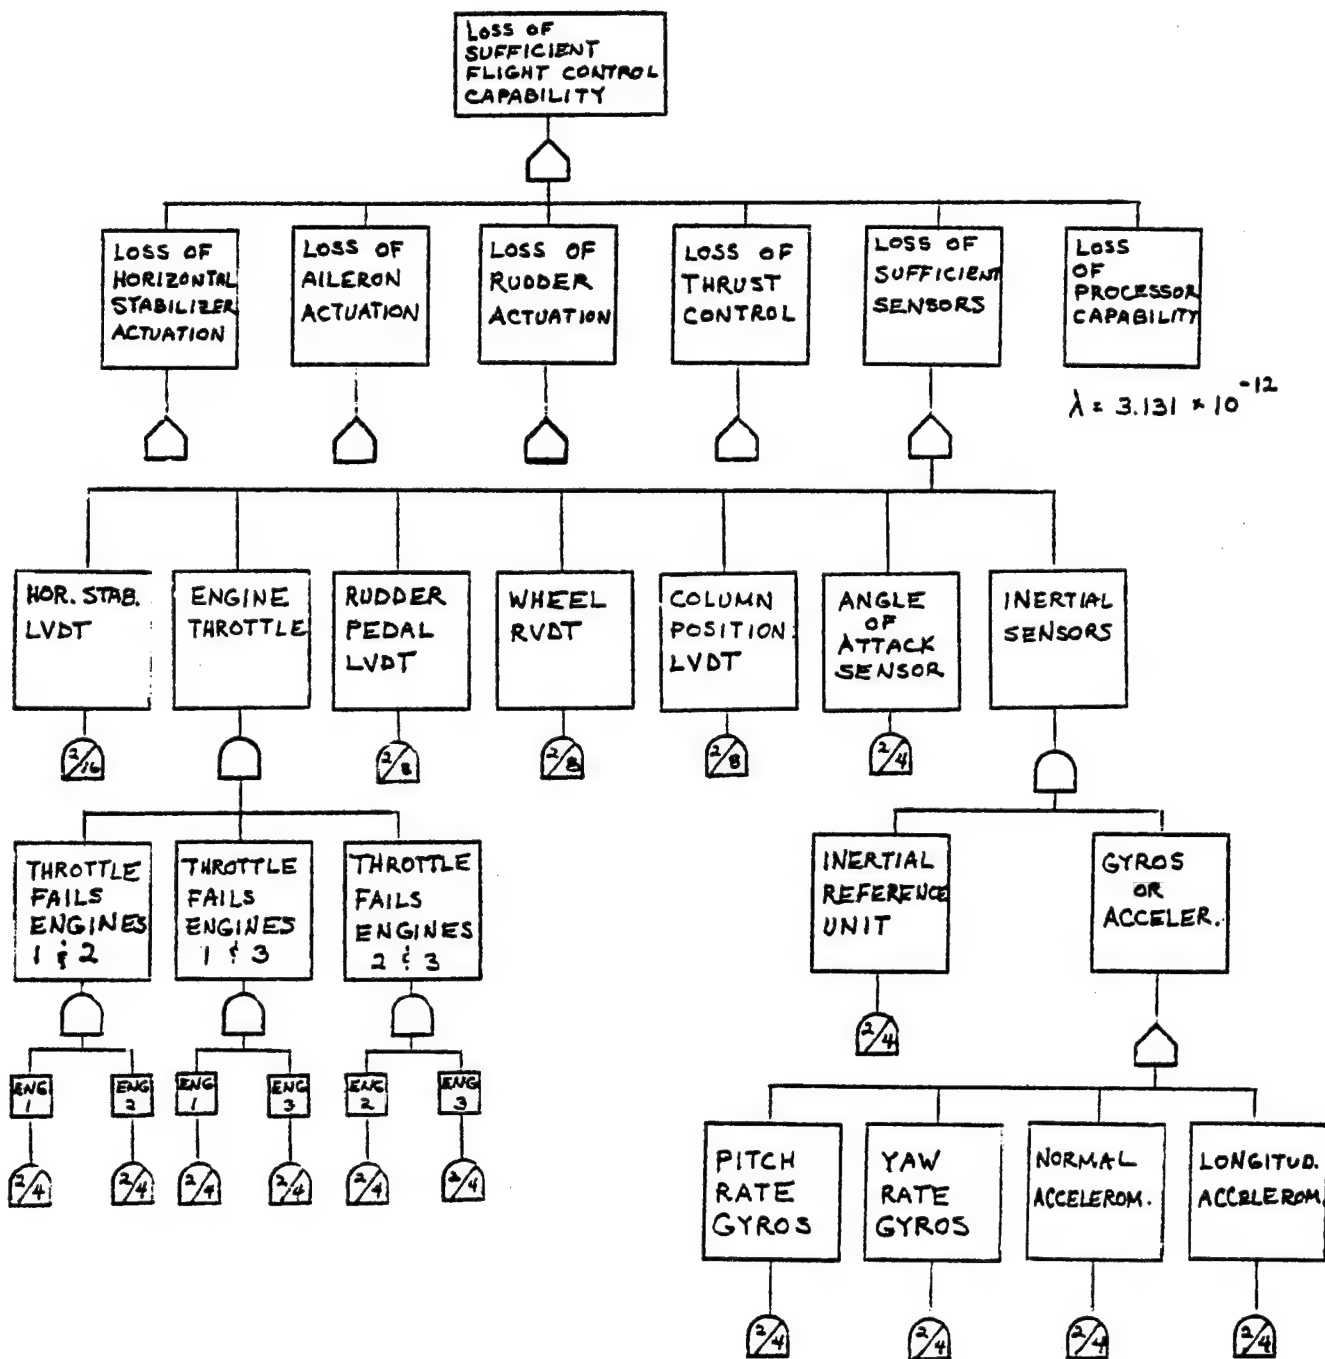 LOSS OF
SUFFICIENT
FLIGHT CONTROL
CAPABILITY
LOSS OF
HORIZONTAL
STABILIZER
ACTUATION
LOSS OF
AILERON
ACTUATION
LOSS OF
RUDDER
ACTUATION
LOSS OF
THRUST
CONTROL
LOSS OF
SUFFICIENT
SENSORS
LOSS
OF
PROCESSOR
CAPABILITY
λ = 3.131 × 10⁻¹²
HOR. STAB.
LVDT
ENGINE
THROTTLE
RUDDER
PEDAL
LVDT
WHEEL
RVDT
COLUMN
POSITION
LVDT
ANGLE
OF
ATTACK
SENSOR
INERTIAL
SENSORS
2/16
2/8
2/8
2/8
2/4
THROTTLE
FAILS
ENGINES
1 & 2
THROTTLE
FAILS
ENGINES
1 & 3
THROTTLE
FAILS
ENGINES
2 & 3
INERTIAL
REFERENCE
UNIT
GYROS
OR
ACCELER.
2/4
ENG
1
ENG
2
ENG
1
ENG
3
ENG
2
ENG
3
2/4
2/4
2/4
2/4
2/4
2/4
PITCH
RATE
GYROS
YAW
RATE
GYROS
NORMAL
ACCELEROM.
LONGITUD.
ACCELEROM.
2/4
2/4
2/4
2/4